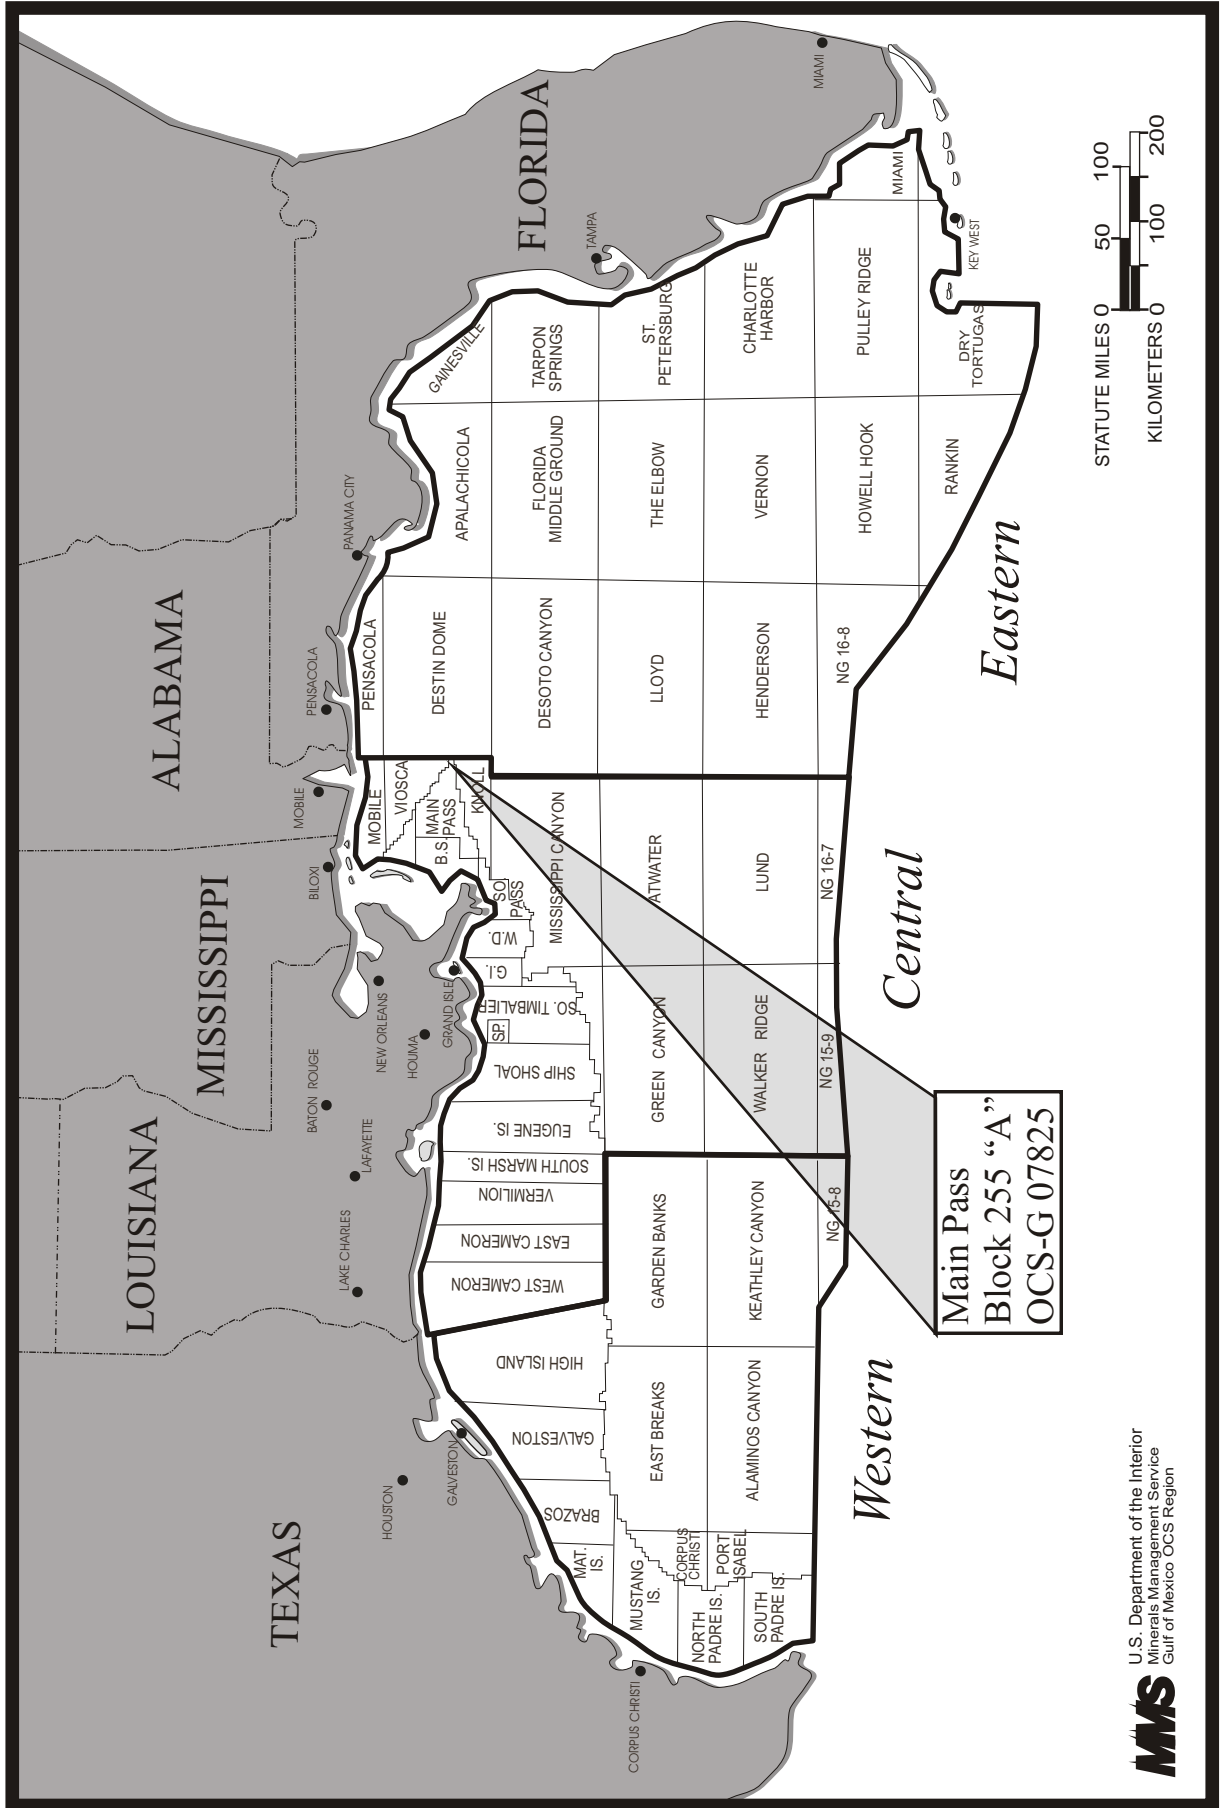 TEXAS
LOUISIANA
MISSISSIPPI
ALABAMA
FLORIDA
CORPUS CHRISTI
HOUSTON
GALVESTON
LAKE CHARLES
LAFAYETTE
BATON ROUGE
HOUMA
NEW ORLEANS
GRAND ISLE
BILOXI
MOBILE
PENSACOLA
PANAMA CITY
TAMPA
MIAMI
KEY WEST
SOUTH
PADRE IS.
NORTH
PADRE IS.
MUSTANG
IS.
MAT.
IS.
BRAZOS
GALVESTON
HIGH ISLAND
CORPUS
CHRISTI
PORT
ISABEL
EAST BREAKS
ALAMINOS CANYON
GARDEN BANKS
KEATHLEY CANYON
NG 15-8
WEST CAMERON
EAST CAMERON
VERMILION
SOUTH MARSH IS.
EUGENE IS.
SHIP SHOAL
SP.
SO. TIMBALIER
G.I.
W.D.
SO.
PASS
B.S.
MAIN
PASS
MOBILE
VIOSCA
KNOLL
MISSISSIPPI CANYON
GREEN CANYON
WALKER RIDGE
NG 15-9
ATWATER
LUND
NG 16-7
PENSACOLA
DESTIN DOME
DESOTO CANYON
LLOYD
HENDERSON
NG 16-8
APALACHICOLA
FLORIDA
MIDDLE GROUND
THE ELBOW
VERNON
HOWELL HOOK
RANKIN
GAINESVILLE
TARPON
SPRINGS
ST.
PETERSBURG
CHARLOTTE
HARBOR
PULLEY RIDGE
DRY
TORTUGAS
MIAMI
Western
Central
Eastern
Main Pass
Block 255 “A”
OCS-G 07825
STATUTE MILES 0 50 100
KILOMETERS 0 100 200
MMS
U.S. Department of the Interior
Minerals Management Service
Gulf of Mexico OCS Region